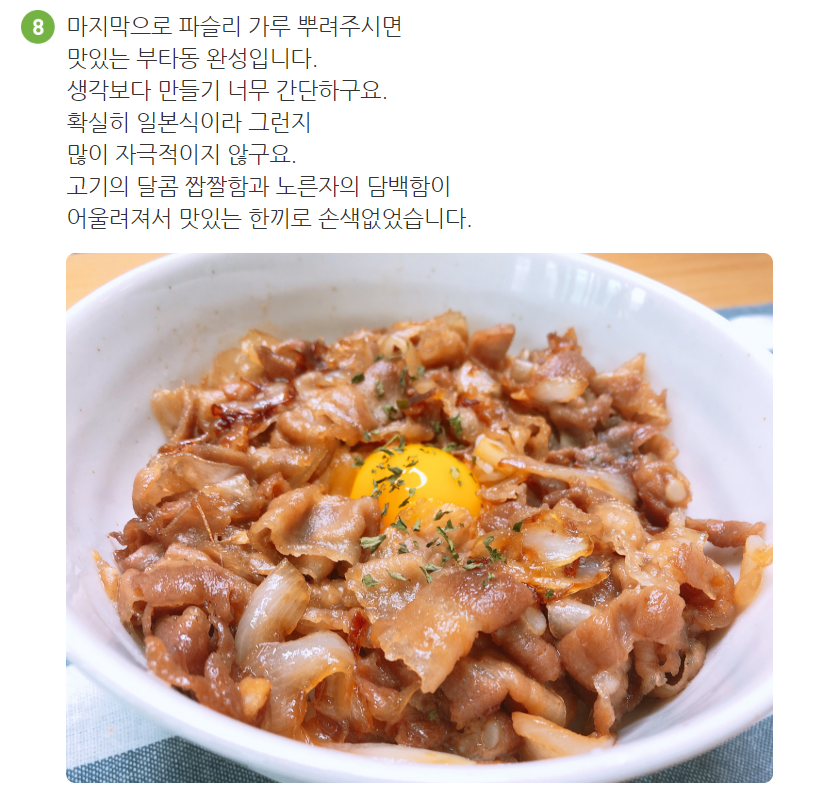 8 마지막으로 파슬리 가루 뿌려주시면
맛있는 부타동 완성입니다.
생각보다 만들기 너무 간단하구요.
확실히 일본식이라 그런지
많이 자극적이지 않구요.
고기의 달콤 짭짤함과 노른자의 담백함이
어울려져서 맛있는 한끼로 손색없었습니다.